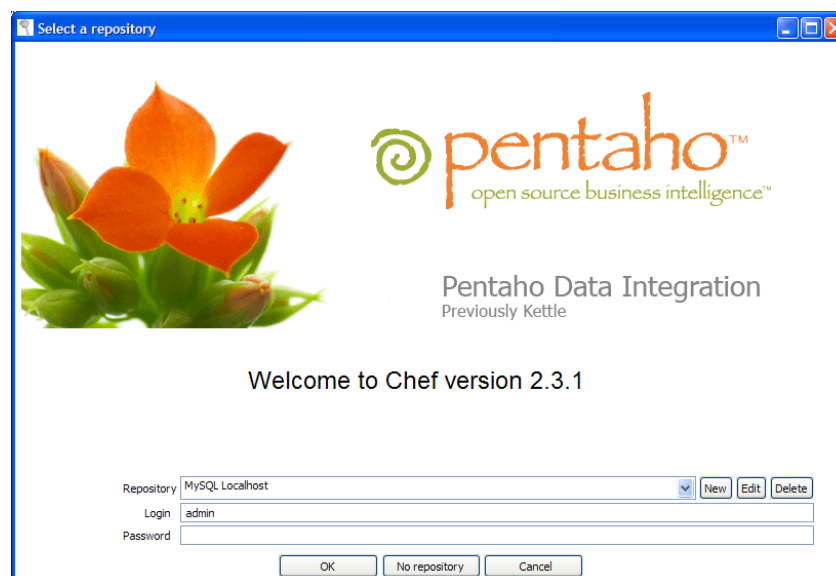 Select a repository
pentaho™
open source business intelligence™
Pentaho Data Integration
Previously Kettle
Welcome to Chef version 2.3.1
Repository MySQL Localhost New Edit Delete
Login admin
Password
OK No repository Cancel